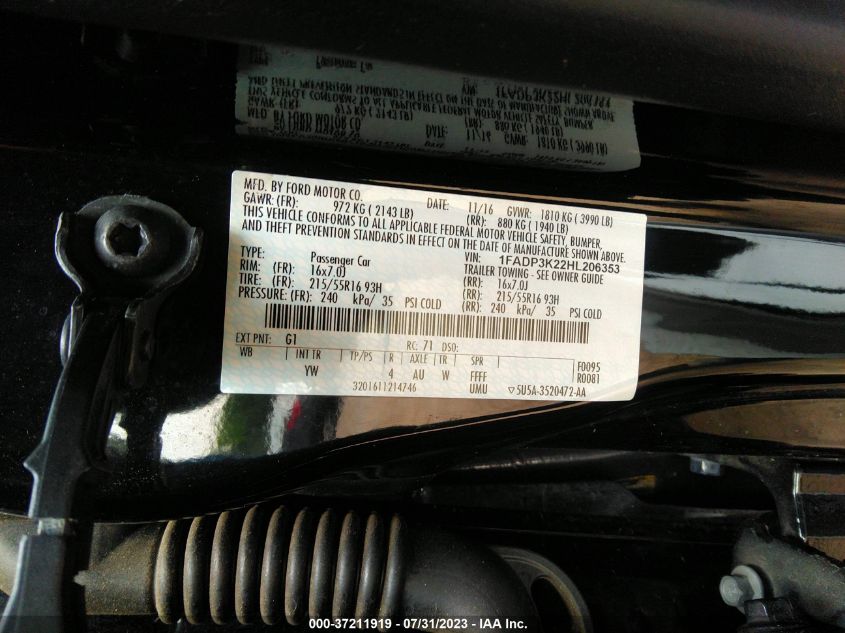 MFD. BY FORD MOTOR CO.
DATE: 11/16 GVWR: 1810 KG ( 3990 LB)
GAWR: (FR): 972 KG ( 2143 LB) (RR): 880 KG ( 1940 LB)
THIS VEHICLE CONFORMS TO ALL APPLICABLE FEDERAL MOTOR VEHICLE SAFETY, BUMPER,
AND THEFT PREVENTION STANDARDS IN EFFECT ON THE DATE OF MANUFACTURE SHOWN ABOVE.
VIN: 1FADP3K22HL206353
TYPE: Passenger Car TRAILER TOWING - SEE OWNER GUIDE
RIM: (FR): 16x7.0J (RR): 16x7.0J
TIRE: (FR): 215/55R16 93H (RR): 215/55R16 93H
PRESSURE: (FR): 240 kPa/ 35 PSI COLD (RR): 240 kPa/ 35 PSI COLD
EXT PNT: G1 RC: 71 DSO: F0095
WB INT TR TP/PS R AXLE TR SPR R0081
YW 4 AU W FFFF
3201611214746 UMU ▽5U5A-3520472-AA
000-37211919 - 07/31/2023 - IAA Inc.